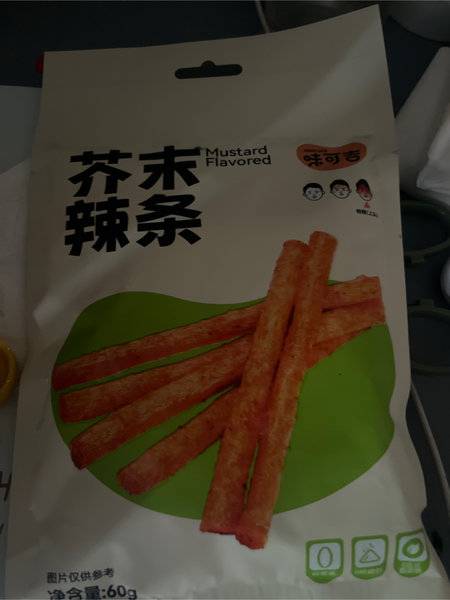 芥末
辣条
Mustard
Flavored
味可吉
图片仅供参考
净含量:60g